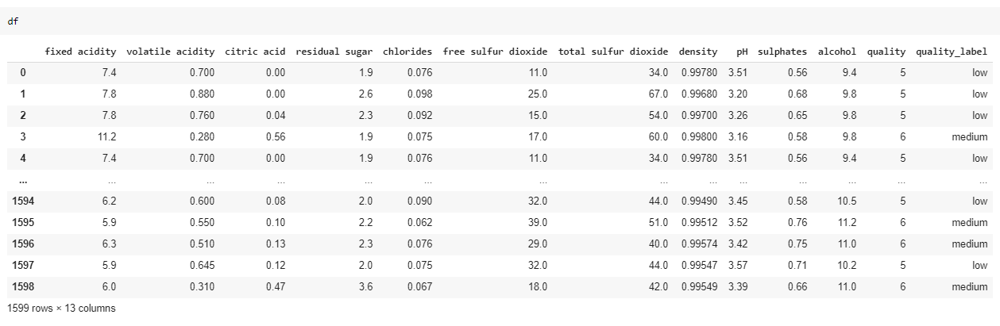 df
fixed acidity volatile acidity citric acid residual sugar chlorides free sulfur dioxide total sulfur dioxide density pH sulphates alcohol quality quality_label
0 7.4 0.700 0.00 1.9 0.076 11.0 34.0 0.99780 3.51 0.56 9.4 5 low
1 7.8 0.880 0.00 2.6 0.098 25.0 67.0 0.99680 3.20 0.68 9.8 5 low
2 7.8 0.760 0.04 2.3 0.092 15.0 54.0 0.99700 3.26 0.65 9.8 5 low
3 11.2 0.280 0.56 1.9 0.075 17.0 60.0 0.99800 3.16 0.58 9.8 6 medium
4 7.4 0.700 0.00 1.9 0.076 11.0 34.0 0.99780 3.51 0.56 9.4 5 low
... ... ... ... ... ... ... ... ... ... ... ... ... ...
1594 6.2 0.600 0.08 2.0 0.090 32.0 44.0 0.99490 3.45 0.58 10.5 5 low
1595 5.9 0.550 0.10 2.2 0.062 39.0 51.0 0.99512 3.52 0.76 11.2 6 medium
1596 6.3 0.510 0.13 2.3 0.076 29.0 40.0 0.99574 3.42 0.75 11.0 6 medium
1597 5.9 0.645 0.12 2.0 0.075 32.0 44.0 0.99547 3.57 0.71 10.2 5 low
1598 6.0 0.310 0.47 3.6 0.067 18.0 42.0 0.99549 3.39 0.66 11.0 6 medium
1599 rows × 13 columns